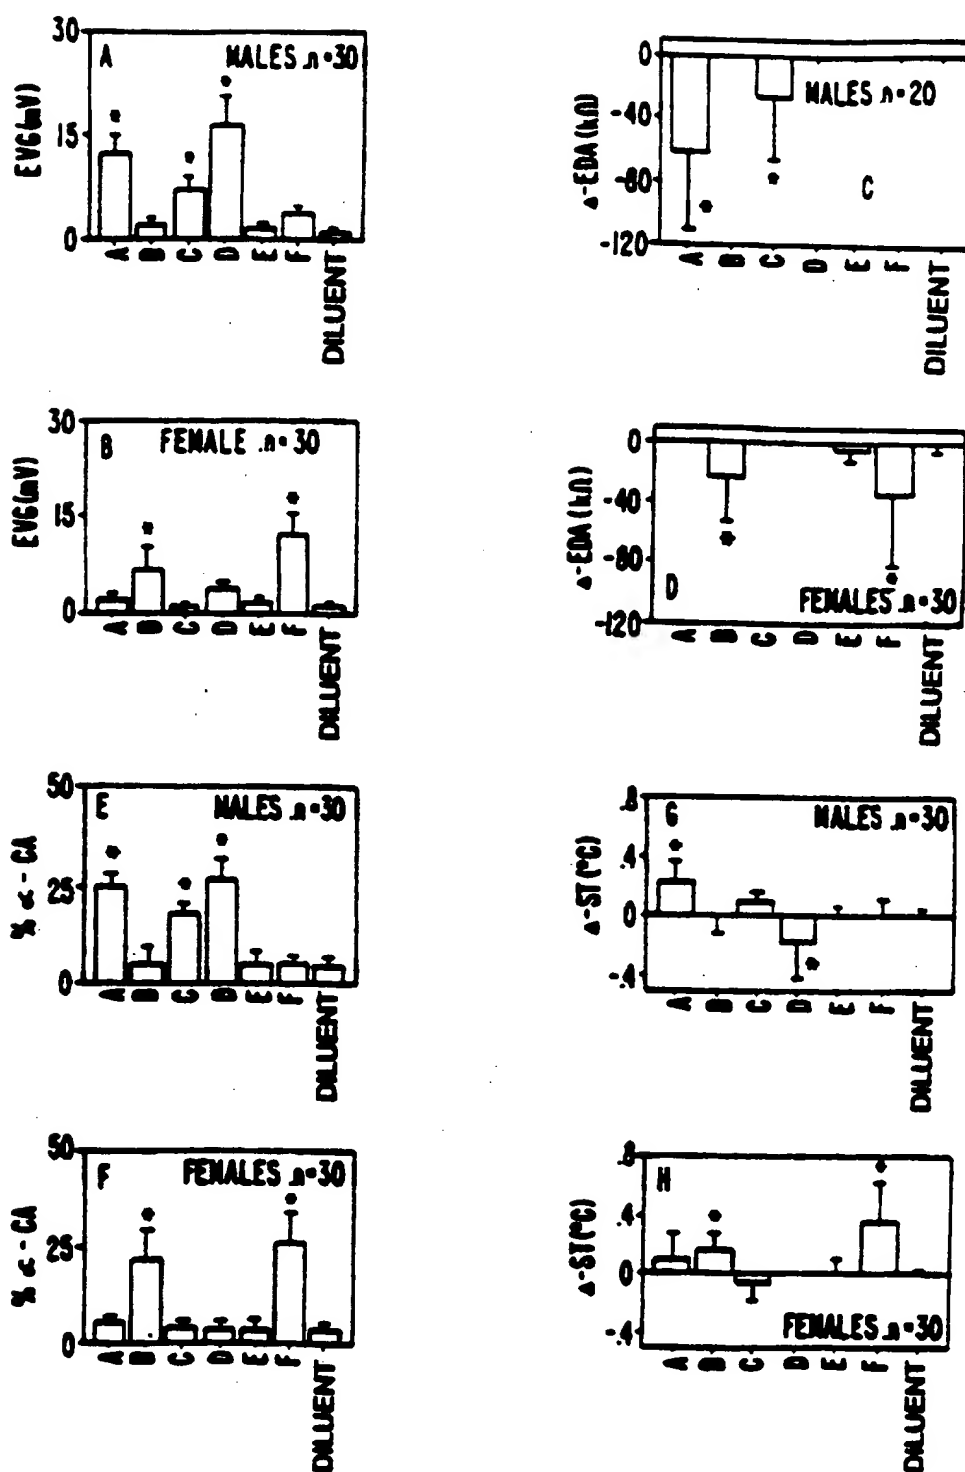 30
A
MALES .n=30
EVG(mV)
15
0
A B C D E F DILUENT
0
MALES .n=20
-40
Δ-EDA(kΩ)
-80
C
-120
A B C D E F DILUENT
30
B
FEMALE .n=30
EVG(mV)
15
0
A B C D E F DILUENT
0
-40
Δ-EDA(kΩ)
-80
D
FEMALES .n=30
-120
A B C D E F DILUENT
50
E
MALES .n=30
% α - CA
25
0
A B C D E F DILUENT
.8
G
MALES .n=30
.4
Δ-ST(°C)
0
-.4
A B C D E F DILUENT
50
F
FEMALES .n=30
% α - CA
25
0
A B C D E F DILUENT
.8
H
.4
Δ-ST(°C)
0
-.4
FEMALES .n=30
A B C D E F DILUENT